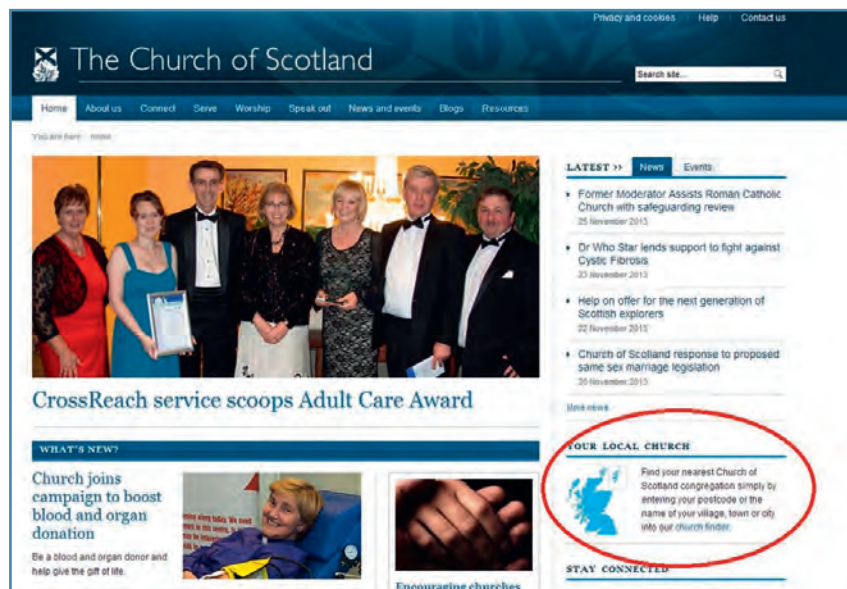 Privacy and cookies Help Contact us
The Church of Scotland
Search site...
Home About us Connect Serve Worship Speak out News and events Blogs Resources
You are here: Home
LATEST >> News Events
Former Moderator Assists Roman Catholic
Church with safeguarding review
25 November 2013
Dr Who Star lends support to fight against
Cystic Fibrosis
23 November 2013
Help on offer for the next generation of
Scottish explorers
22 November 2013
Church of Scotland response to proposed
same sex marriage legislation
20 November 2013
More news
CrossReach service scoops Adult Care Award
WHAT'S NEW?
Church joins
campaign to boost
blood and organ
donation
Be a blood and organ donor and
help give the gift of life.
Encouraging churches
YOUR LOCAL CHURCH
Find your nearest Church of
Scotland congregation simply by
entering your postcode or the
name of your village, town or city
into our church finder.
STAY CONNECTED